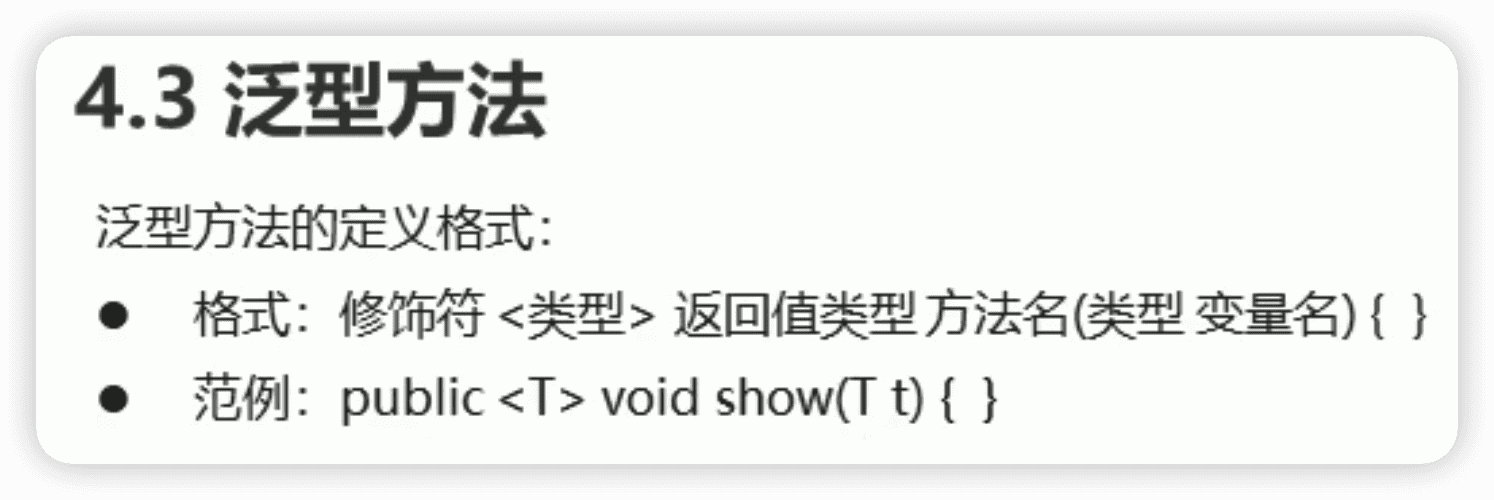 4.3 泛型方法
泛型方法的定义格式：
● 格式：修饰符 <类型> 返回值类型 方法名(类型 变量名) { }
● 范例：public <T> void show(T t) { }